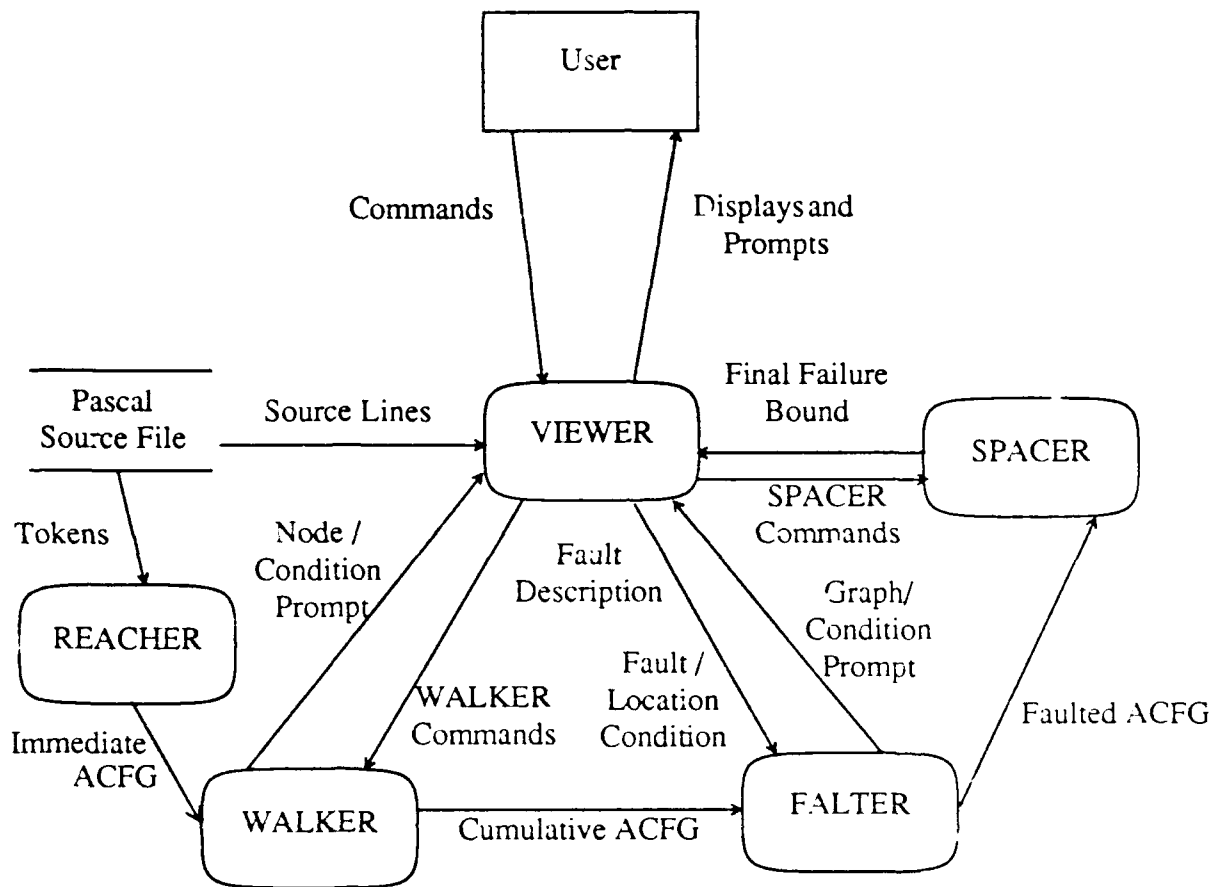 User
Commands
Displays and
Prompts
Final Failure
Bound
Pascal
Source File
Source Lines
VIEWER
SPACER
SPACER
Commands
Tokens
Node /
Condition
Prompt
Fault
Description
Graph/
Condition
Prompt
REACHER
WALKER
Commands
Fault /
Location
Condition
Faulted ACFG
Immediate
ACFG
WALKER
Cumulative ACFG
FALTER